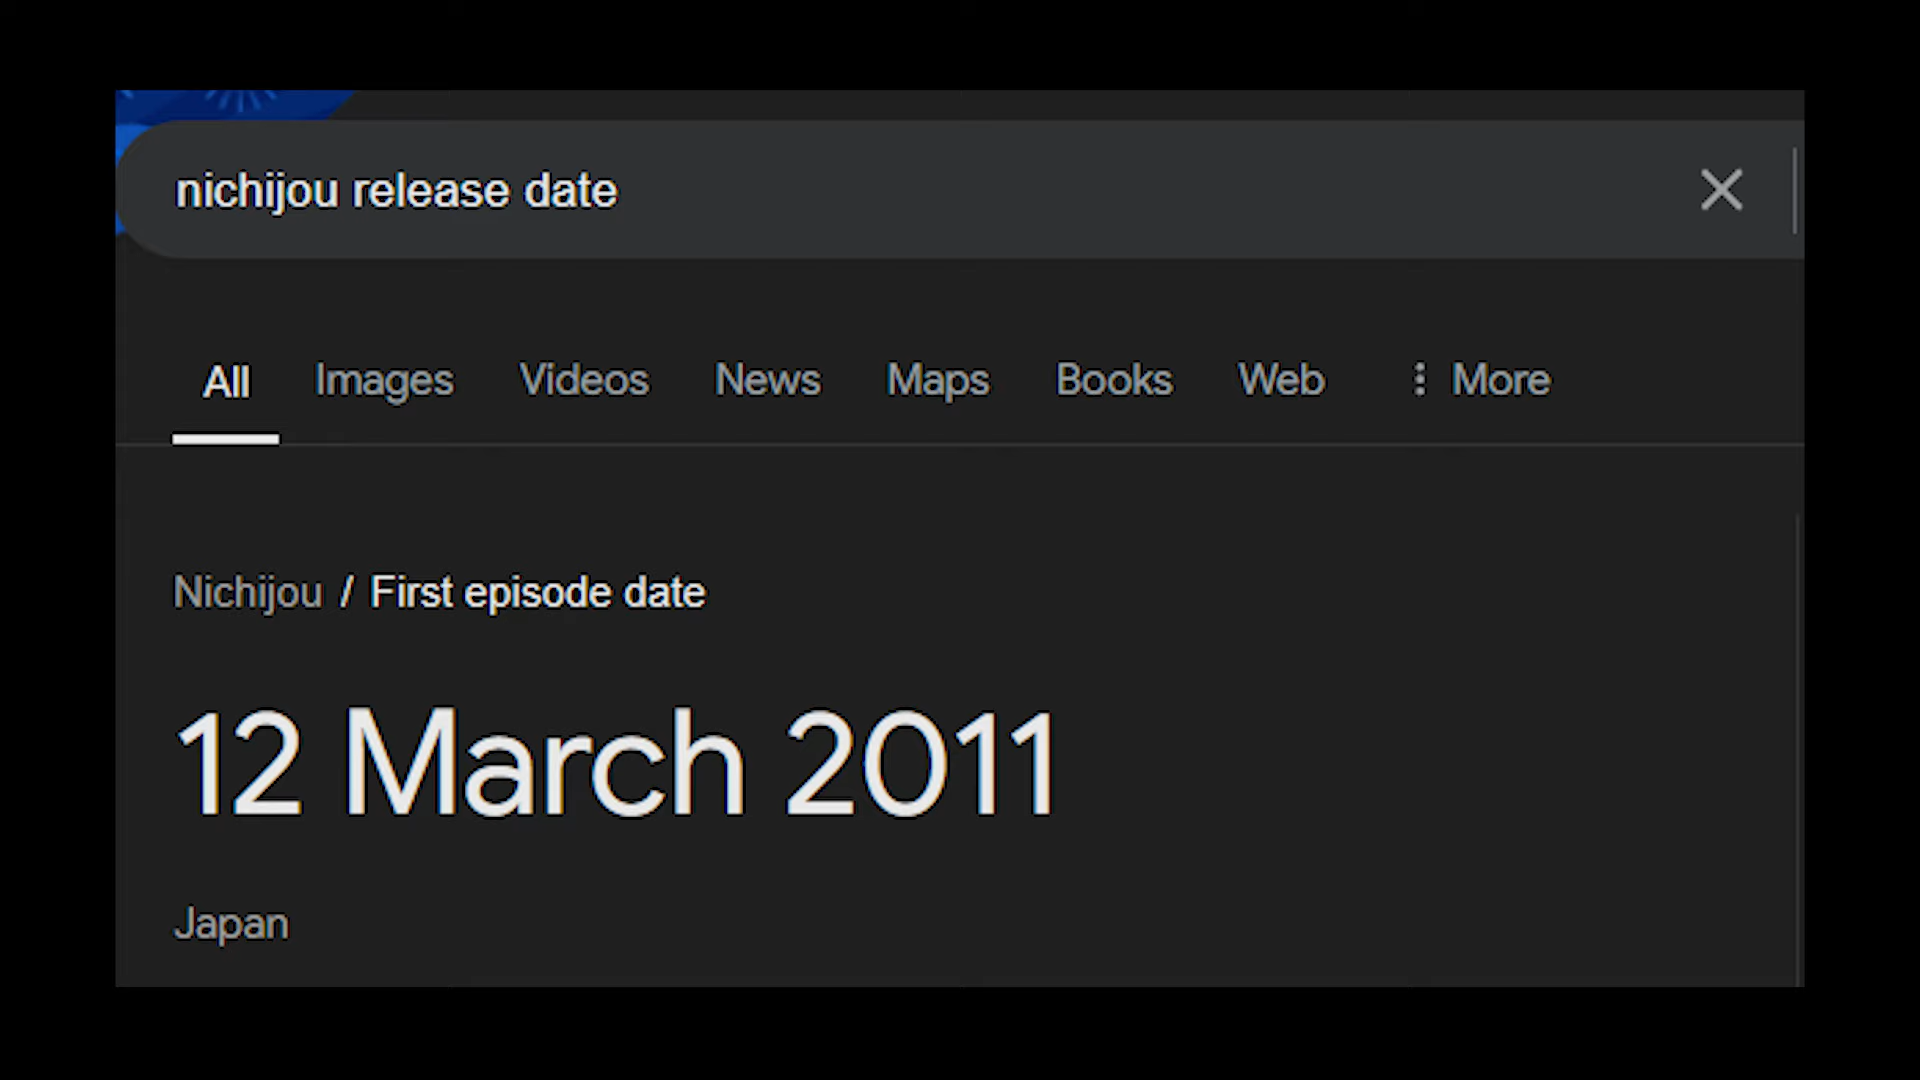 nichijou release date
All Images Videos News Maps Books Web More
Nichijou / First episode date
12 March 2011
Japan